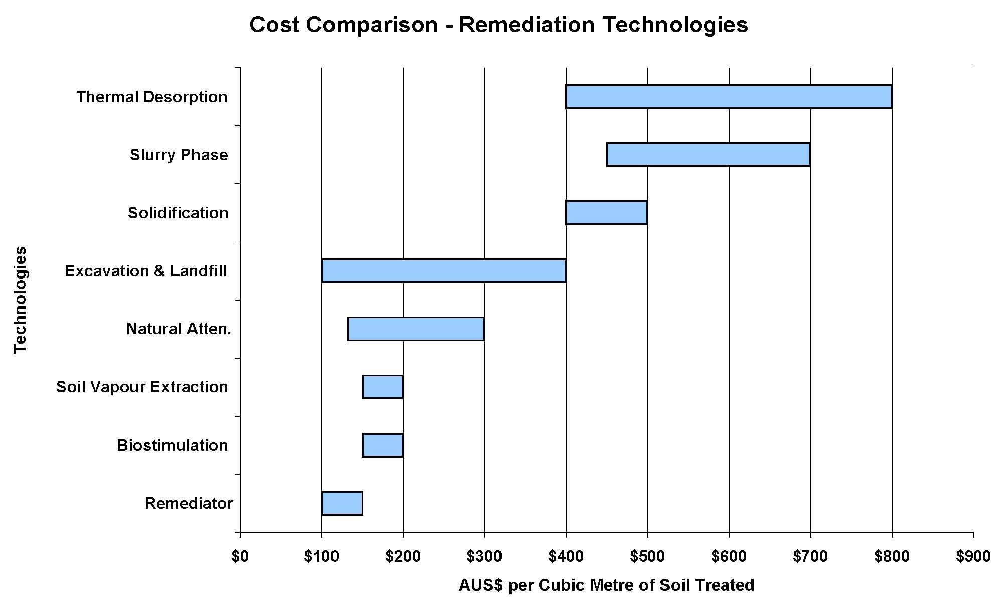 Cost Comparison - Remediation Technologies
Technologies
Thermal Desorption
Slurry Phase
Solidification
Excavation & Landfill
Natural Atten.
Soil Vapour Extraction
Biostimulation
Remediator
$0 $100 $200 $300 $400 $500 $600 $700 $800 $900
AUS$ per Cubic Metre of Soil Treated